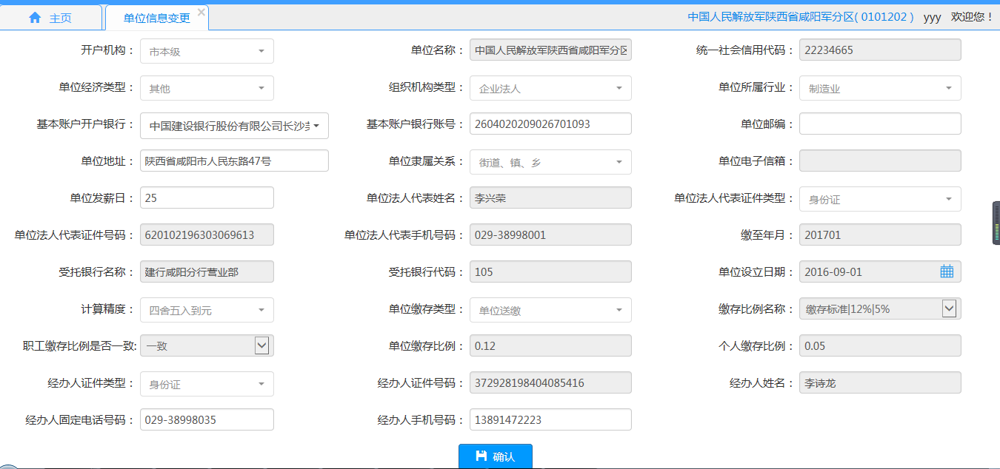 主页 单位信息变更 中国人民解放军陕西省咸阳军分区( 0101202 ) yyy 欢迎您！
开户机构： 市本级 单位名称： 中国人民解放军陕西省咸阳军分区 统一社会信用代码： 22234665
单位经济类型： 其他 组织机构类型： 企业法人 单位所属行业： 制造业
基本账户开户银行： 中国建设银行股份有限公司长沙 基本账户银行账号： 2604020209026701093 单位邮编：
单位地址： 陕西省咸阳市人民东路47号 单位隶属关系： 街道、镇、乡 单位电子信箱：
单位发薪日： 25 单位法人代表姓名： 李兴荣 单位法人代表证件类型： 身份证
单位法人代表证件号码： 620102196303069613 单位法人代表手机号码： 029-38998001 缴至年月： 201701
受托银行名称： 建行咸阳分行营业部 受托银行代码： 105 单位设立日期： 2016-09-01
计算精度： 四舍五入到元 单位缴存类型： 单位送缴 缴存比例名称： 缴存标准|12%|5%
职工缴存比例是否一致: 一致 单位缴存比例： 0.12 个人缴存比例： 0.05
经办人证件类型： 身份证 经办人证件号码： 372928198404085416 经办人姓名： 李诗龙
经办人固定电话号码： 029-38998035 经办人手机号码： 13891472223
确认